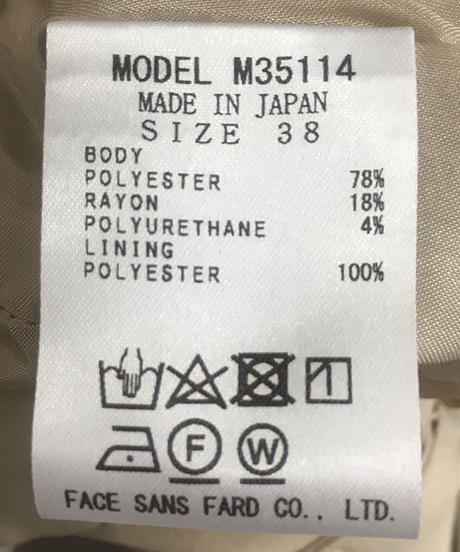 MODEL M35114
MADE IN JAPAN
SIZE 38
BODY
POLYESTER 78%
RAYON 18%
POLYURETHANE 4%
LINING
POLYESTER 100%
F W
FACE SANS FARD CO., LTD.